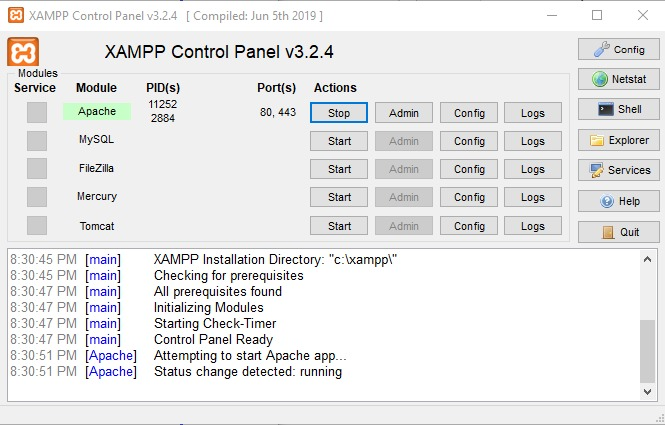 XAMPP Control Panel v3.2.4 [ Compiled: Jun 5th 2019 ]
XAMPP Control Panel v3.2.4
Config
Modules
Service Module PID(s) Port(s) Actions
Netstat
Apache 11252 2884 80, 443 Stop Admin Config Logs
Shell
MySQL Start Admin Config Logs
Explorer
FileZilla Start Admin Config Logs
Services
Mercury Start Admin Config Logs
Help
Tomcat Start Admin Config Logs
Quit
8:30:45 PM [main] XAMPP Installation Directory: "c:\xampp\"
8:30:45 PM [main] Checking for prerequisites
8:30:47 PM [main] All prerequisites found
8:30:47 PM [main] Initializing Modules
8:30:47 PM [main] Starting Check-Timer
8:30:47 PM [main] Control Panel Ready
8:30:51 PM [Apache] Attempting to start Apache app...
8:30:51 PM [Apache] Status change detected: running